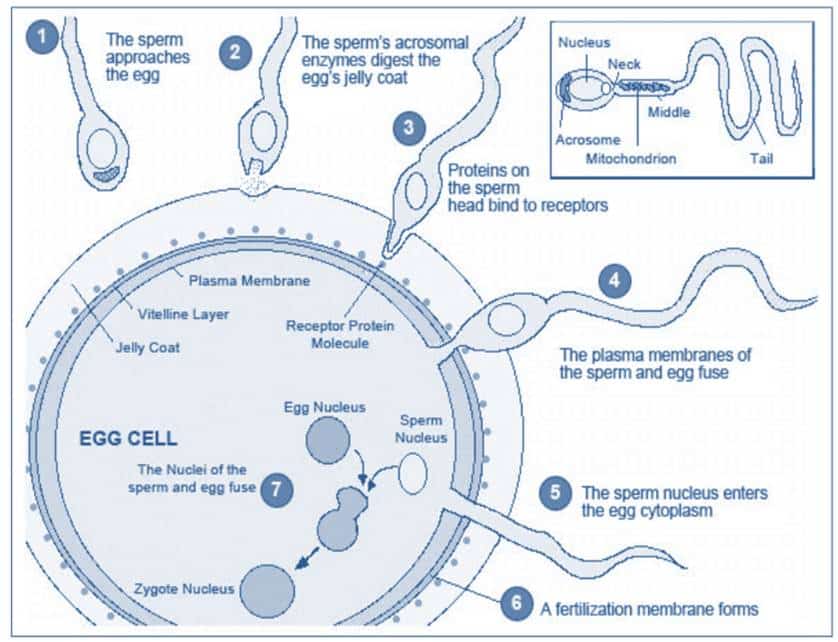 1
The sperm
approaches
the egg
2
The sperm's acrosomal
enzymes digest the
egg's jelly coat
3
Proteins on
the sperm
head bind to receptors
Nucleus
Neck
Middle
Acrosome
Mitochondrion
Tail
4
The plasma membranes of
the sperm and egg fuse
Plasma Membrane
Vitelline Layer
Jelly Coat
Receptor Protein
Molecule
EGG CELL
Egg Nucleus
Sperm
Nucleus
The Nuclei of the
sperm and egg fuse
7
5
The sperm nucleus enters
the egg cytoplasm
Zygote Nucleus
6
A fertilization membrane forms